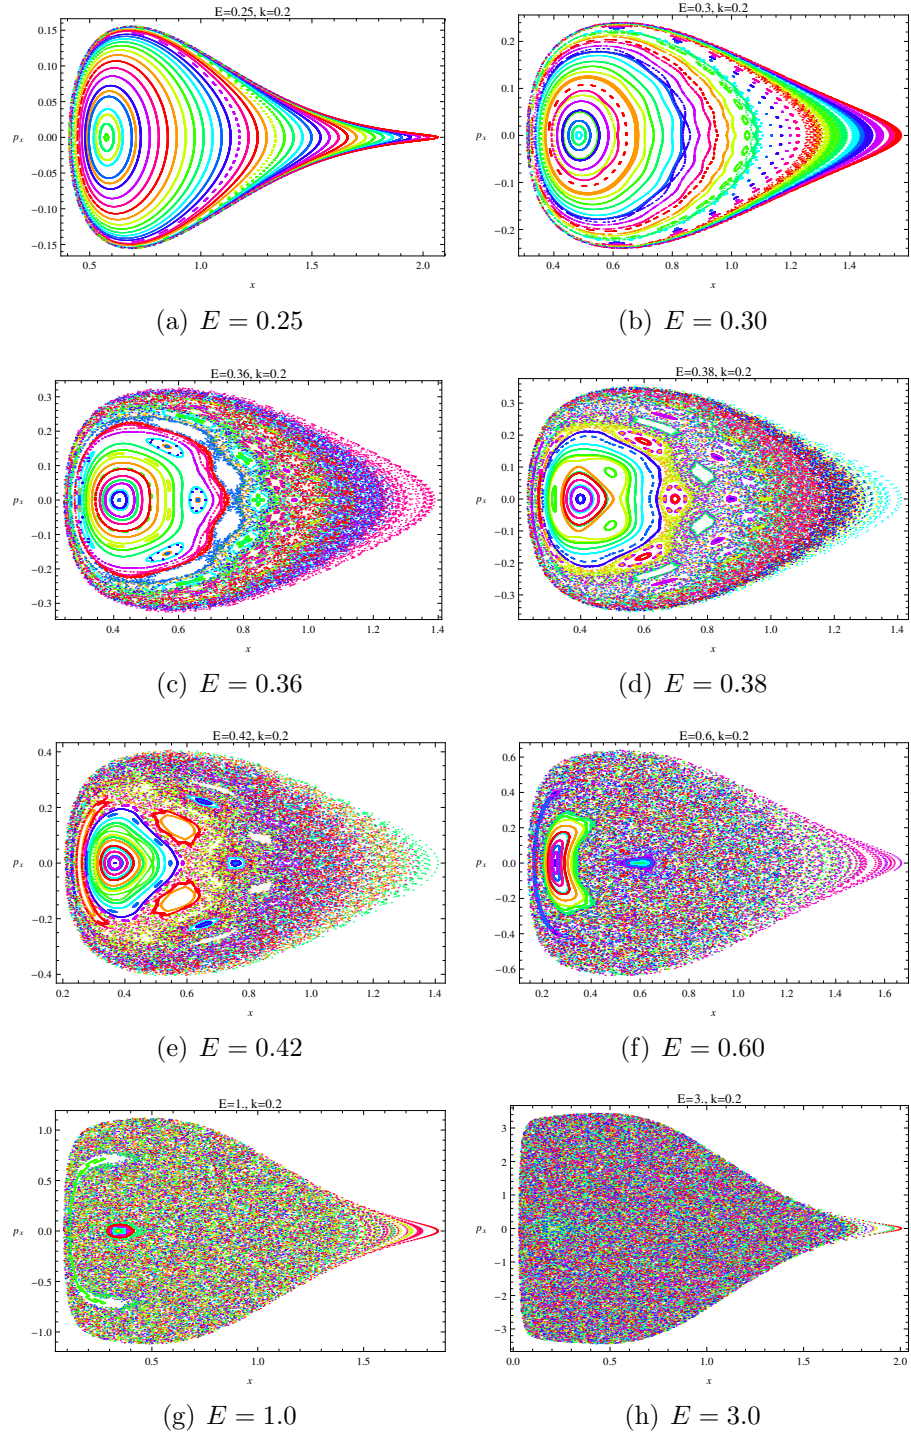 E=0.25, k=0.2
0.15
0.10
0.05
p_x 0.00
−0.05
−0.10
−0.15
0.5 1.0 1.5 2.0
x
(a) E = 0.25
E=0.3, k=0.2
0.2
0.1
p_x 0.0
−0.1
−0.2
0.4 0.6 0.8 1.0 1.2 1.4
x
(b) E = 0.30
E=0.36, k=0.2
0.3
0.2
0.1
p_x 0.0
−0.1
−0.2
−0.3
0.4 0.6 0.8 1.0 1.2 1.4
x
(c) E = 0.36
E=0.38, k=0.2
0.3
0.2
0.1
p_x 0.0
−0.1
−0.2
−0.3
0.4 0.6 0.8 1.0 1.2 1.4
x
(d) E = 0.38
E=0.42, k=0.2
0.4
0.2
p_x 0.0
−0.2
−0.4
0.2 0.4 0.6 0.8 1.0 1.2 1.4
x
(e) E = 0.42
E=0.6, k=0.2
0.6
0.4
0.2
p_x 0.0
−0.2
−0.4
−0.6
0.2 0.4 0.6 0.8 1.0 1.2 1.4 1.6
x
(f) E = 0.60
E=1., k=0.2
1.0
0.5
p_x 0.0
−0.5
−1.0
0.5 1.0 1.5
x
(g) E = 1.0
E=3., k=0.2
3
2
1
p_x 0
−1
−2
−3
0.0 0.5 1.0 1.5 2.0
x
(h) E = 3.0